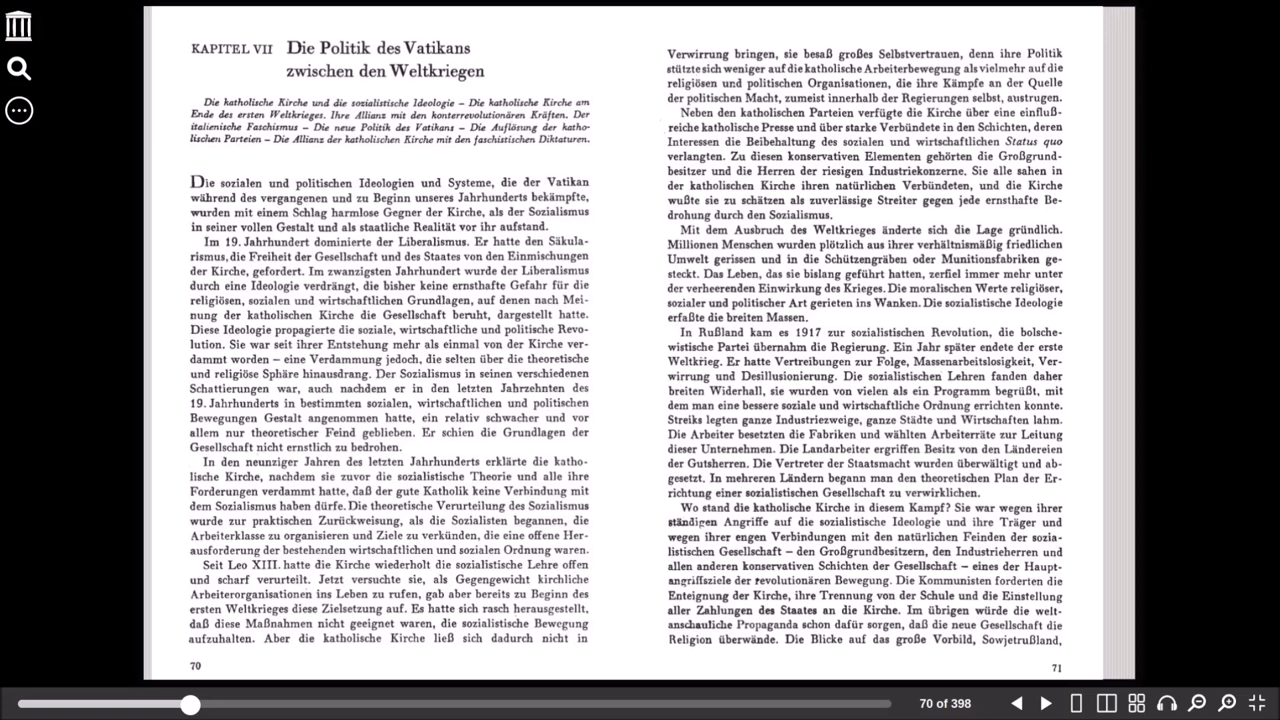 KAPITEL VII Die Politik des Vatikans
zwischen den Weltkriegen
Die katholische Kirche und die sozialistische Ideologie – Die katholische Kirche am
Ende des ersten Weltkrieges. Ihre Allianz mit den konterrevolutionären Kräften. Der
italienische Faschismus – Die neue Politik des Vatikans – Die Auflösung der katho-
lischen Parteien – Die Allianz der katholischen Kirche mit den faschistischen Diktaturen.
Die sozialen und politischen Ideologien und Systeme, die der Vatikan
während des vergangenen und zu Beginn unseres Jahrhunderts bekämpfte,
wurden mit einem Schlag harmlose Gegner der Kirche, als der Sozialismus
in seiner vollen Gestalt und als staatliche Realität vor ihr aufstand.
Im 19. Jahrhundert dominierte der Liberalismus. Er hatte den Säkula-
rismus, die Freiheit der Gesellschaft und des Staates von den Einmischungen
der Kirche, gefordert. Im zwanzigsten Jahrhundert wurde der Liberalismus
durch eine Ideologie verdrängt, die bisher keine ernsthafte Gefahr für die
religiösen, sozialen und wirtschaftlichen Grundlagen, auf denen nach Mei-
nung der katholischen Kirche die Gesellschaft beruht, dargestellt hatte.
Diese Ideologie propagierte die soziale, wirtschaftliche und politische Revo-
lution. Sie war seit ihrer Entstehung mehr als einmal von der Kirche ver-
dammt worden – eine Verdammung jedoch, die selten über die theoretische
und religiöse Sphäre hinausdrang. Der Sozialismus in seinen verschiedenen
Schattierungen war, auch nachdem er in den letzten Jahrzehnten des
19. Jahrhunderts in bestimmten sozialen, wirtschaftlichen und politischen
Bewegungen Gestalt angenommen hatte, ein relativ schwacher und vor
allem nur theoretischer Feind geblieben. Er schien die Grundlagen der
Gesellschaft nicht ernstlich zu bedrohen.
In den neunziger Jahren des letzten Jahrhunderts erklärte die katho-
lische Kirche, nachdem sie zuvor die sozialistische Theorie und alle ihre
Forderungen verdammt hatte, daß der gute Katholik keine Verbindung mit
dem Sozialismus haben dürfe. Die theoretische Verurteilung des Sozialismus
wurde zur praktischen Zurückweisung, als die Sozialisten begannen, die
Arbeiterklasse zu organisieren und Ziele zu verkünden, die eine offene Her-
ausforderung der bestehenden wirtschaftlichen und sozialen Ordnung waren.
Seit Leo XIII. hatte die Kirche wiederholt die sozialistische Lehre offen
und scharf verurteilt. Jetzt versuchte sie, als Gegengewicht kirchliche
Arbeiterorganisationen ins Leben zu rufen, gab aber bereits zu Beginn des
ersten Weltkrieges diese Zielsetzung auf. Es hatte sich rasch herausgestellt,
daß diese Maßnahmen nicht geeignet waren, die sozialistische Bewegung
aufzuhalten. Aber die katholische Kirche ließ sich dadurch nicht in
70
Verwirrung bringen, sie besaß großes Selbstvertrauen, denn ihre Politik
stützte sich weniger auf die katholische Arbeiterbewegung als vielmehr auf die
religiösen und politischen Organisationen, die ihre Kämpfe an der Quelle
der politischen Macht, zumeist innerhalb der Regierungen selbst, austrugen.
Neben den katholischen Parteien verfügte die Kirche über eine einfluß-
reiche katholische Presse und über starke Verbündete in den Schichten, deren
Interessen die Beibehaltung des sozialen und wirtschaftlichen Status quo
verlangten. Zu diesen konservativen Elementen gehörten die Großgrund-
besitzer und die Herren der riesigen Industriekonzerne. Sie alle sahen in
der katholischen Kirche ihren natürlichen Verbündeten, und die Kirche
wußte sie zu schätzen als zuverlässige Streiter gegen jede ernsthafte Be-
drohung durch den Sozialismus.
Mit dem Ausbruch des Weltkrieges änderte sich die Lage gründlich.
Millionen Menschen wurden plötzlich aus ihrer verhältnismäßig friedlichen
Umwelt gerissen und in die Schützengräben oder Munitionsfabriken ge-
steckt. Das Leben, das sie bislang geführt hatten, zerfiel immer mehr unter
der verheerenden Einwirkung des Krieges. Die moralischen Werte religiöser,
sozialer und politischer Art gerieten ins Wanken. Die sozialistische Ideologie
erfaßte die breiten Massen.
In Rußland kam es 1917 zur sozialistischen Revolution, die bolsche-
wistische Partei übernahm die Regierung. Ein Jahr später endete der erste
Weltkrieg. Er hatte Vertreibungen zur Folge, Massenarbeitslosigkeit, Ver-
wirrung und Desillusionierung. Die sozialistischen Lehren fanden daher
breiten Widerhall, sie wurden von vielen als ein Programm begrüßt, mit
dem man eine bessere soziale und wirtschaftliche Ordnung errichten konnte.
Streiks legten ganze Industriezweige, ganze Städte und Wirtschaften lahm.
Die Arbeiter besetzten die Fabriken und wählten Arbeiterräte zur Leitung
dieser Unternehmen. Die Landarbeiter ergriffen Besitz von den Ländereien
der Gutsherren. Die Vertreter der Staatsmacht wurden überwältigt und ab-
gesetzt. In mehreren Ländern begann man den theoretischen Plan der Er-
richtung einer sozialistischen Gesellschaft zu verwirklichen.
Wo stand die katholische Kirche in diesem Kampf? Sie war wegen ihrer
ständigen Angriffe auf die sozialistische Ideologie und ihre Träger und
wegen ihrer engen Verbindungen mit den natürlichen Feinden der sozia-
listischen Gesellschaft – den Großgrundbesitzern, den Industrieherren und
allen anderen konservativen Schichten der Gesellschaft – eines der Haupt-
angriffsziele der revolutionären Bewegung. Die Kommunisten forderten die
Enteignung der Kirche, ihre Trennung von der Schule und die Einstellung
aller Zahlungen des Staates an die Kirche. Im übrigen würde die welt-
anschauliche Propaganda schon dafür sorgen, daß die neue Gesellschaft die
Religion überwände. Die Blicke auf das große Vorbild, Sowjetrußland,
71
70 of 398